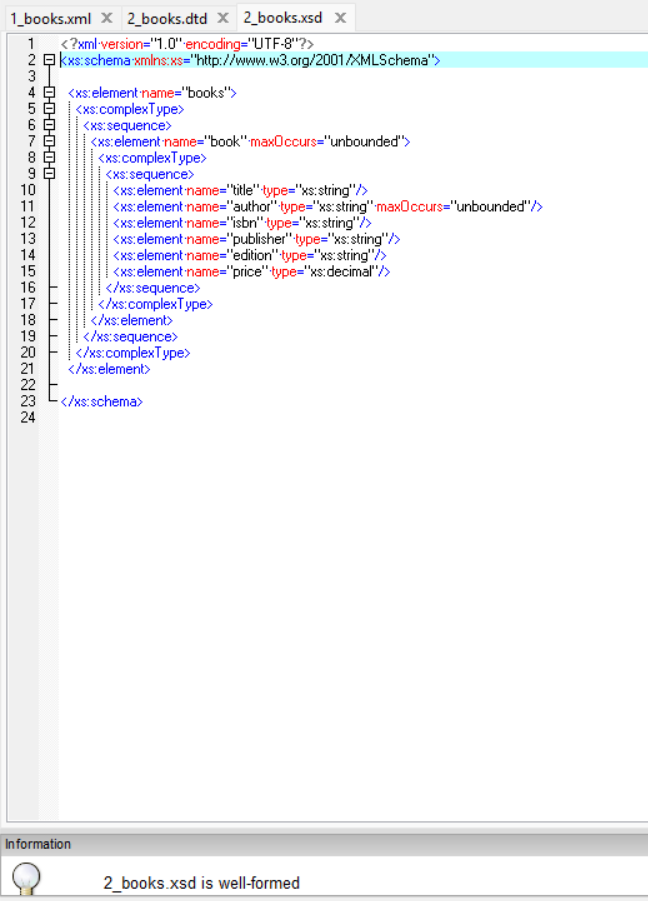 1_books.xml
2_books.dtd
2_books.xsd
1 <?xml version="1.0" encoding="UTF-8"?>
2 <xs:schema xmlns:xs="http://www.w3.org/2001/XMLSchema">
3
4 <xs:element name="books">
5 <xs:complexType>
6 <xs:sequence>
7 <xs:element name="book" maxOccurs="unbounded">
8 <xs:complexType>
9 <xs:sequence>
10 <xs:element name="title" type="xs:string"/>
11 <xs:element name="author" type="xs:string" maxOccurs="unbounded"/>
12 <xs:element name="isbn" type="xs:string"/>
13 <xs:element name="publisher" type="xs:string"/>
14 <xs:element name="edition" type="xs:string"/>
15 <xs:element name="price" type="xs:decimal"/>
16 </xs:sequence>
17 </xs:complexType>
18 </xs:element>
19 </xs:sequence>
20 </xs:complexType>
21 </xs:element>
22
23 </xs:schema>
24
Information
2_books.xsd is well-formed